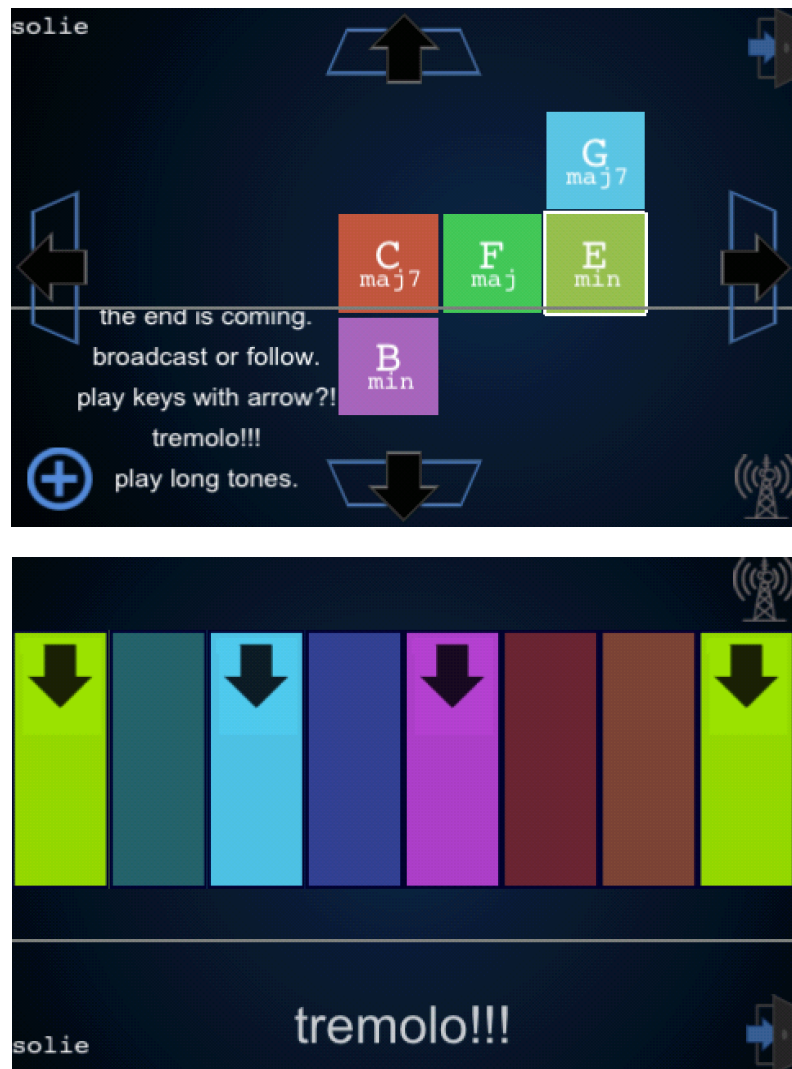 solie
G
maj7
C
maj7
F
maj
E
min
the end is coming.
broadcast or follow.
B
min
play keys with arrow?!
tremolo!!!
play long tones.
tremolo!!!
solie